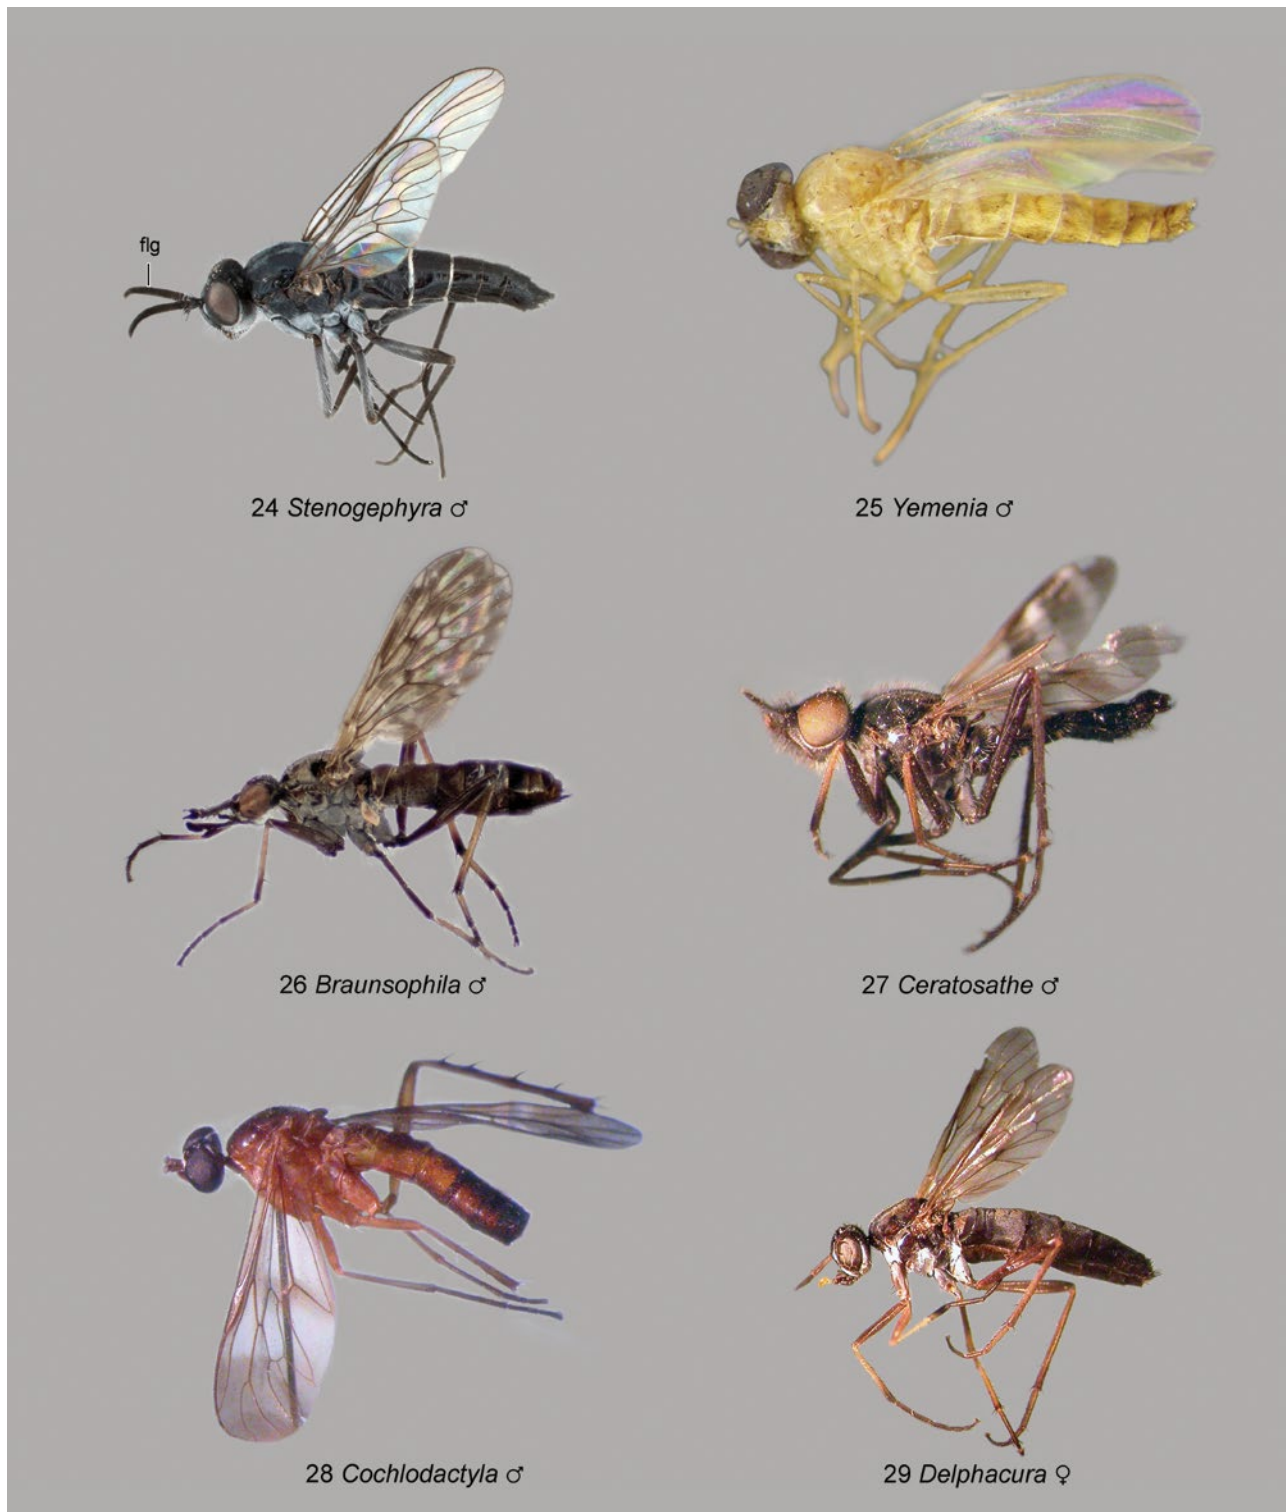 flg
24 Stenogephyra ♂
25 Yemenia ♂
26 Braunsophila ♂
27 Ceratosathe ♂
28 Cochlodactyla ♂
29 Delphacura ♀